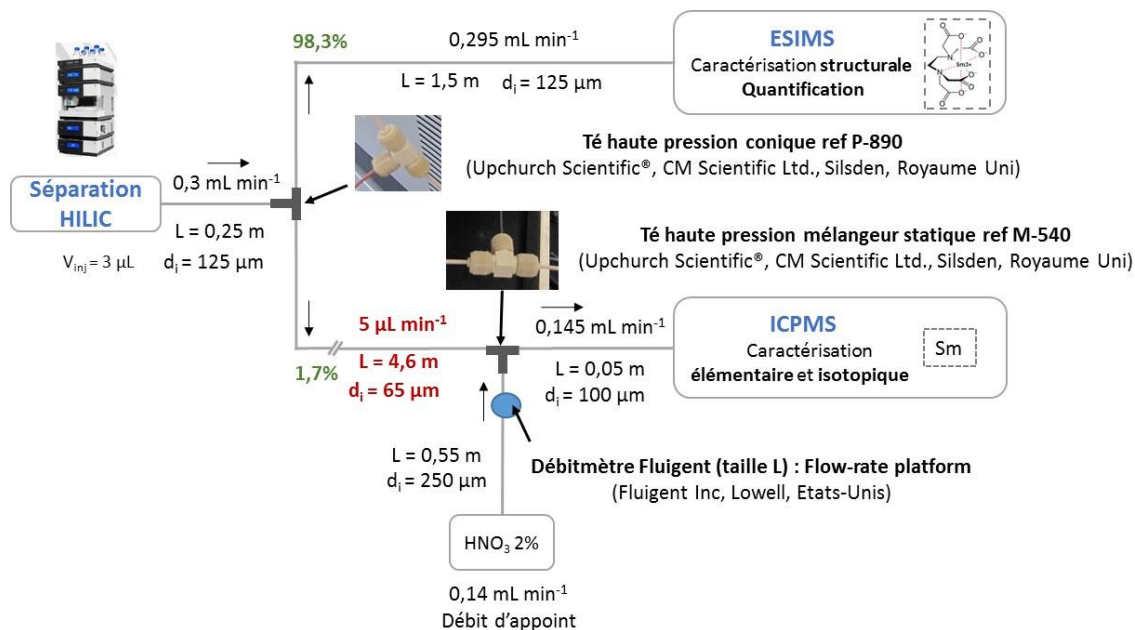 98,3%
0,295 mL min⁻¹
L = 1,5 m    dᵢ = 125 µm
ESIMS
Caractérisation structurale
Quantification
Sm3+
Té haute pression conique ref P-890
(Upchurch Scientific®, CM Scientific Ltd., Silsden, Royaume Uni)
Séparation
HILIC
Vᵢₙⱼ = 3 µL
0,3 mL min⁻¹
L = 0,25 m
dᵢ = 125 µm
Té haute pression mélangeur statique ref M-540
(Upchurch Scientific®, CM Scientific Ltd., Silsden, Royaume Uni)
1,7%
5 µL min⁻¹
L = 4,6 m
dᵢ = 65 µm
0,145 mL min⁻¹
L = 0,05 m
dᵢ = 100 µm
ICPMS
Caractérisation
élémentaire et isotopique
Sm
L = 0,55 m
dᵢ = 250 µm
Débitmètre Fluigent (taille L) : Flow-rate platform
(Fluigent Inc, Lowell, Etats-Unis)
HNO₃ 2%
0,14 mL min⁻¹
Débit d’appoint